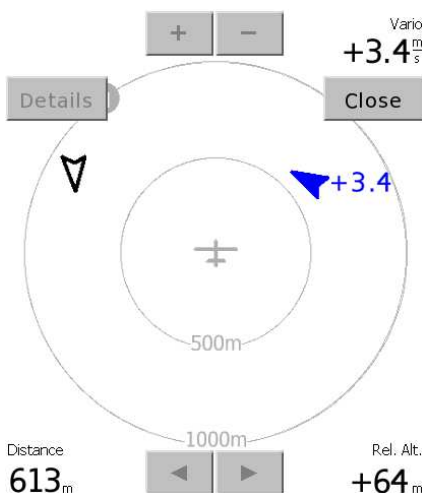 + −
Vario
+3.4 m/s
Details
Close
+3.4
500m
1000m
Distance
613m
Rel. Alt.
+64m